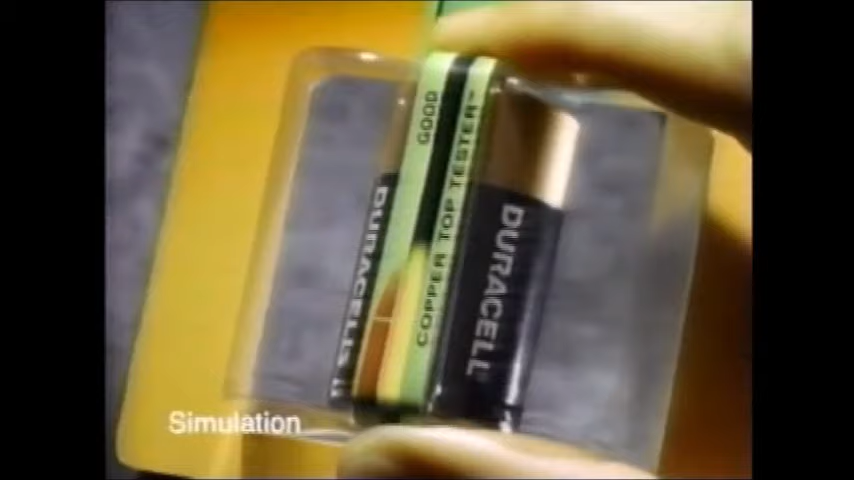 GOOD
COPPER TOP TESTER™
DURACELL
DURACELL
Simulation